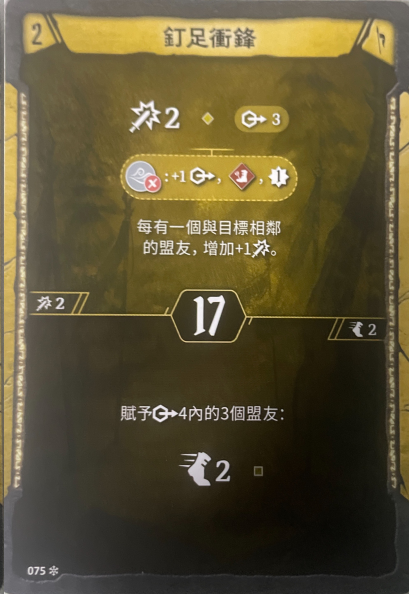 2
釘足衝鋒
2
3
:+1 , , 1
每有一個與目標相鄰
的盟友，增加+1 。
2
17
2
賦予 4內的3個盟友：
2
075